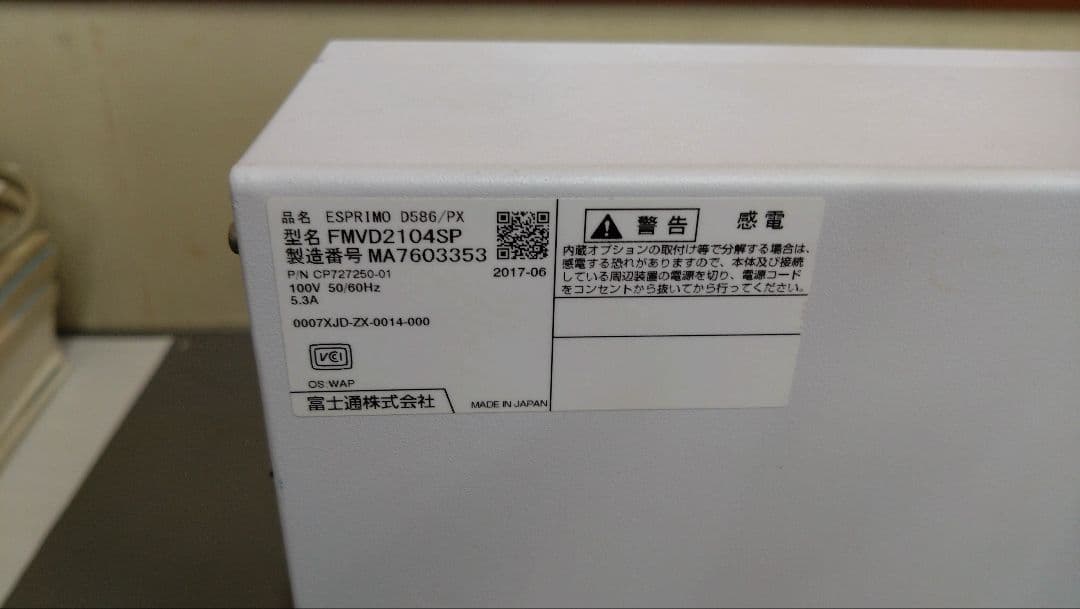 品名 ESPRIMO D586/PX
型名 FMVD2104SP
製造番号 MA7603353
P/N CP727250-01
2017-06
100V 50/60Hz
5.3A
0007XJD-ZX-0014-000
VCI
OS:WAP
富士通株式会社
MADE IN JAPAN
警告 感電
内蔵オプションの取付け等で分解する場合は、
感電する恐れがありますので、本体及び接続
している周辺装置の電源を切り、電源コード
をコンセントから抜いてから行ってください。